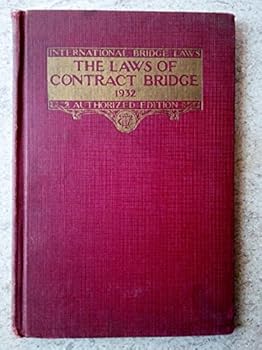 INTERNATIONAL BRIDGE LAWS
THE LAWS OF
CONTRACT BRIDGE
1932
AUTHORIZED EDITION